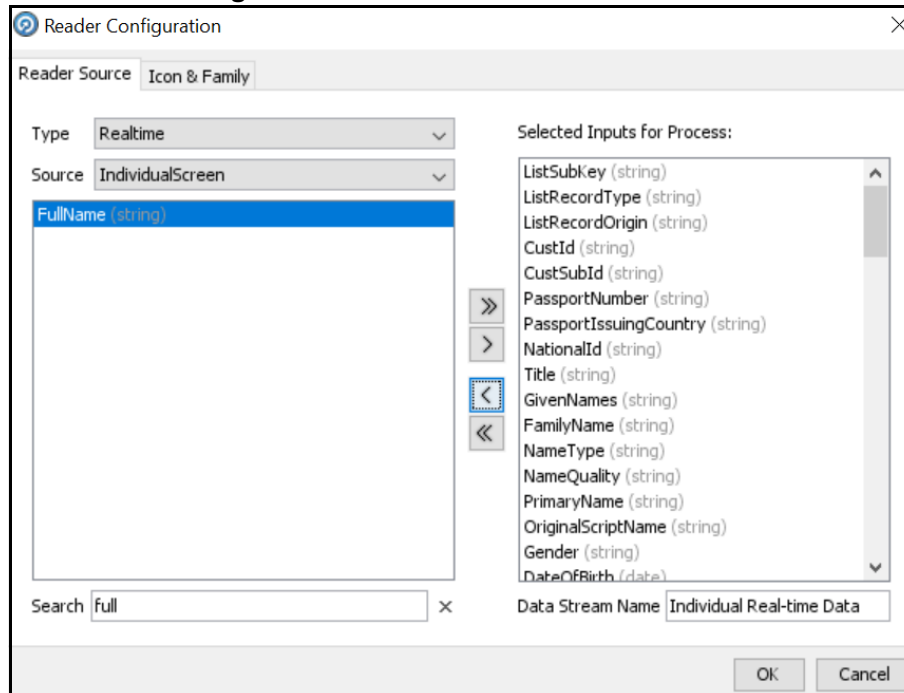 Reader Configuration
Reader Source
Icon & Family
Type
Realtime
Source
IndividualScreen
FullName (string)
Search
full
Selected Inputs for Process:
ListSubKey (string)
ListRecordType (string)
ListRecordOrigin (string)
CustId (string)
CustSubId (string)
PassportNumber (string)
PassportIssuingCountry (string)
NationalId (string)
Title (string)
GivenNames (string)
FamilyName (string)
NameType (string)
NameQuality (string)
PrimaryName (string)
OriginalScriptName (string)
Gender (string)
DateOfBirth (date)
Data Stream Name
Individual Real-time Data
OK
Cancel